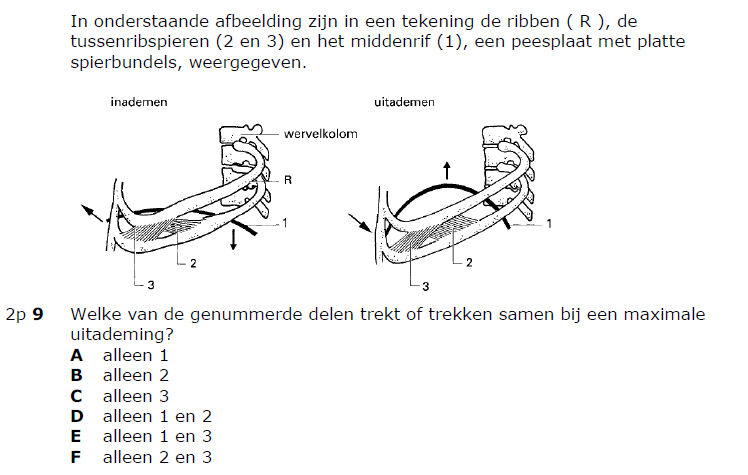 In onderstaande afbeelding zijn in een tekening de ribben ( R ), de
tussenribspieren (2 en 3) en het middenrif (1), een peesplaat met platte
spierbundels, weergegeven.
inademen
uitademen
wervelkolom
R
1
2
3
1
2
3
2p 9 Welke van de genummerde delen trekt of trekken samen bij een maximale
uitademing?
A alleen 1
B alleen 2
C alleen 3
D alleen 1 en 2
E alleen 1 en 3
F alleen 2 en 3